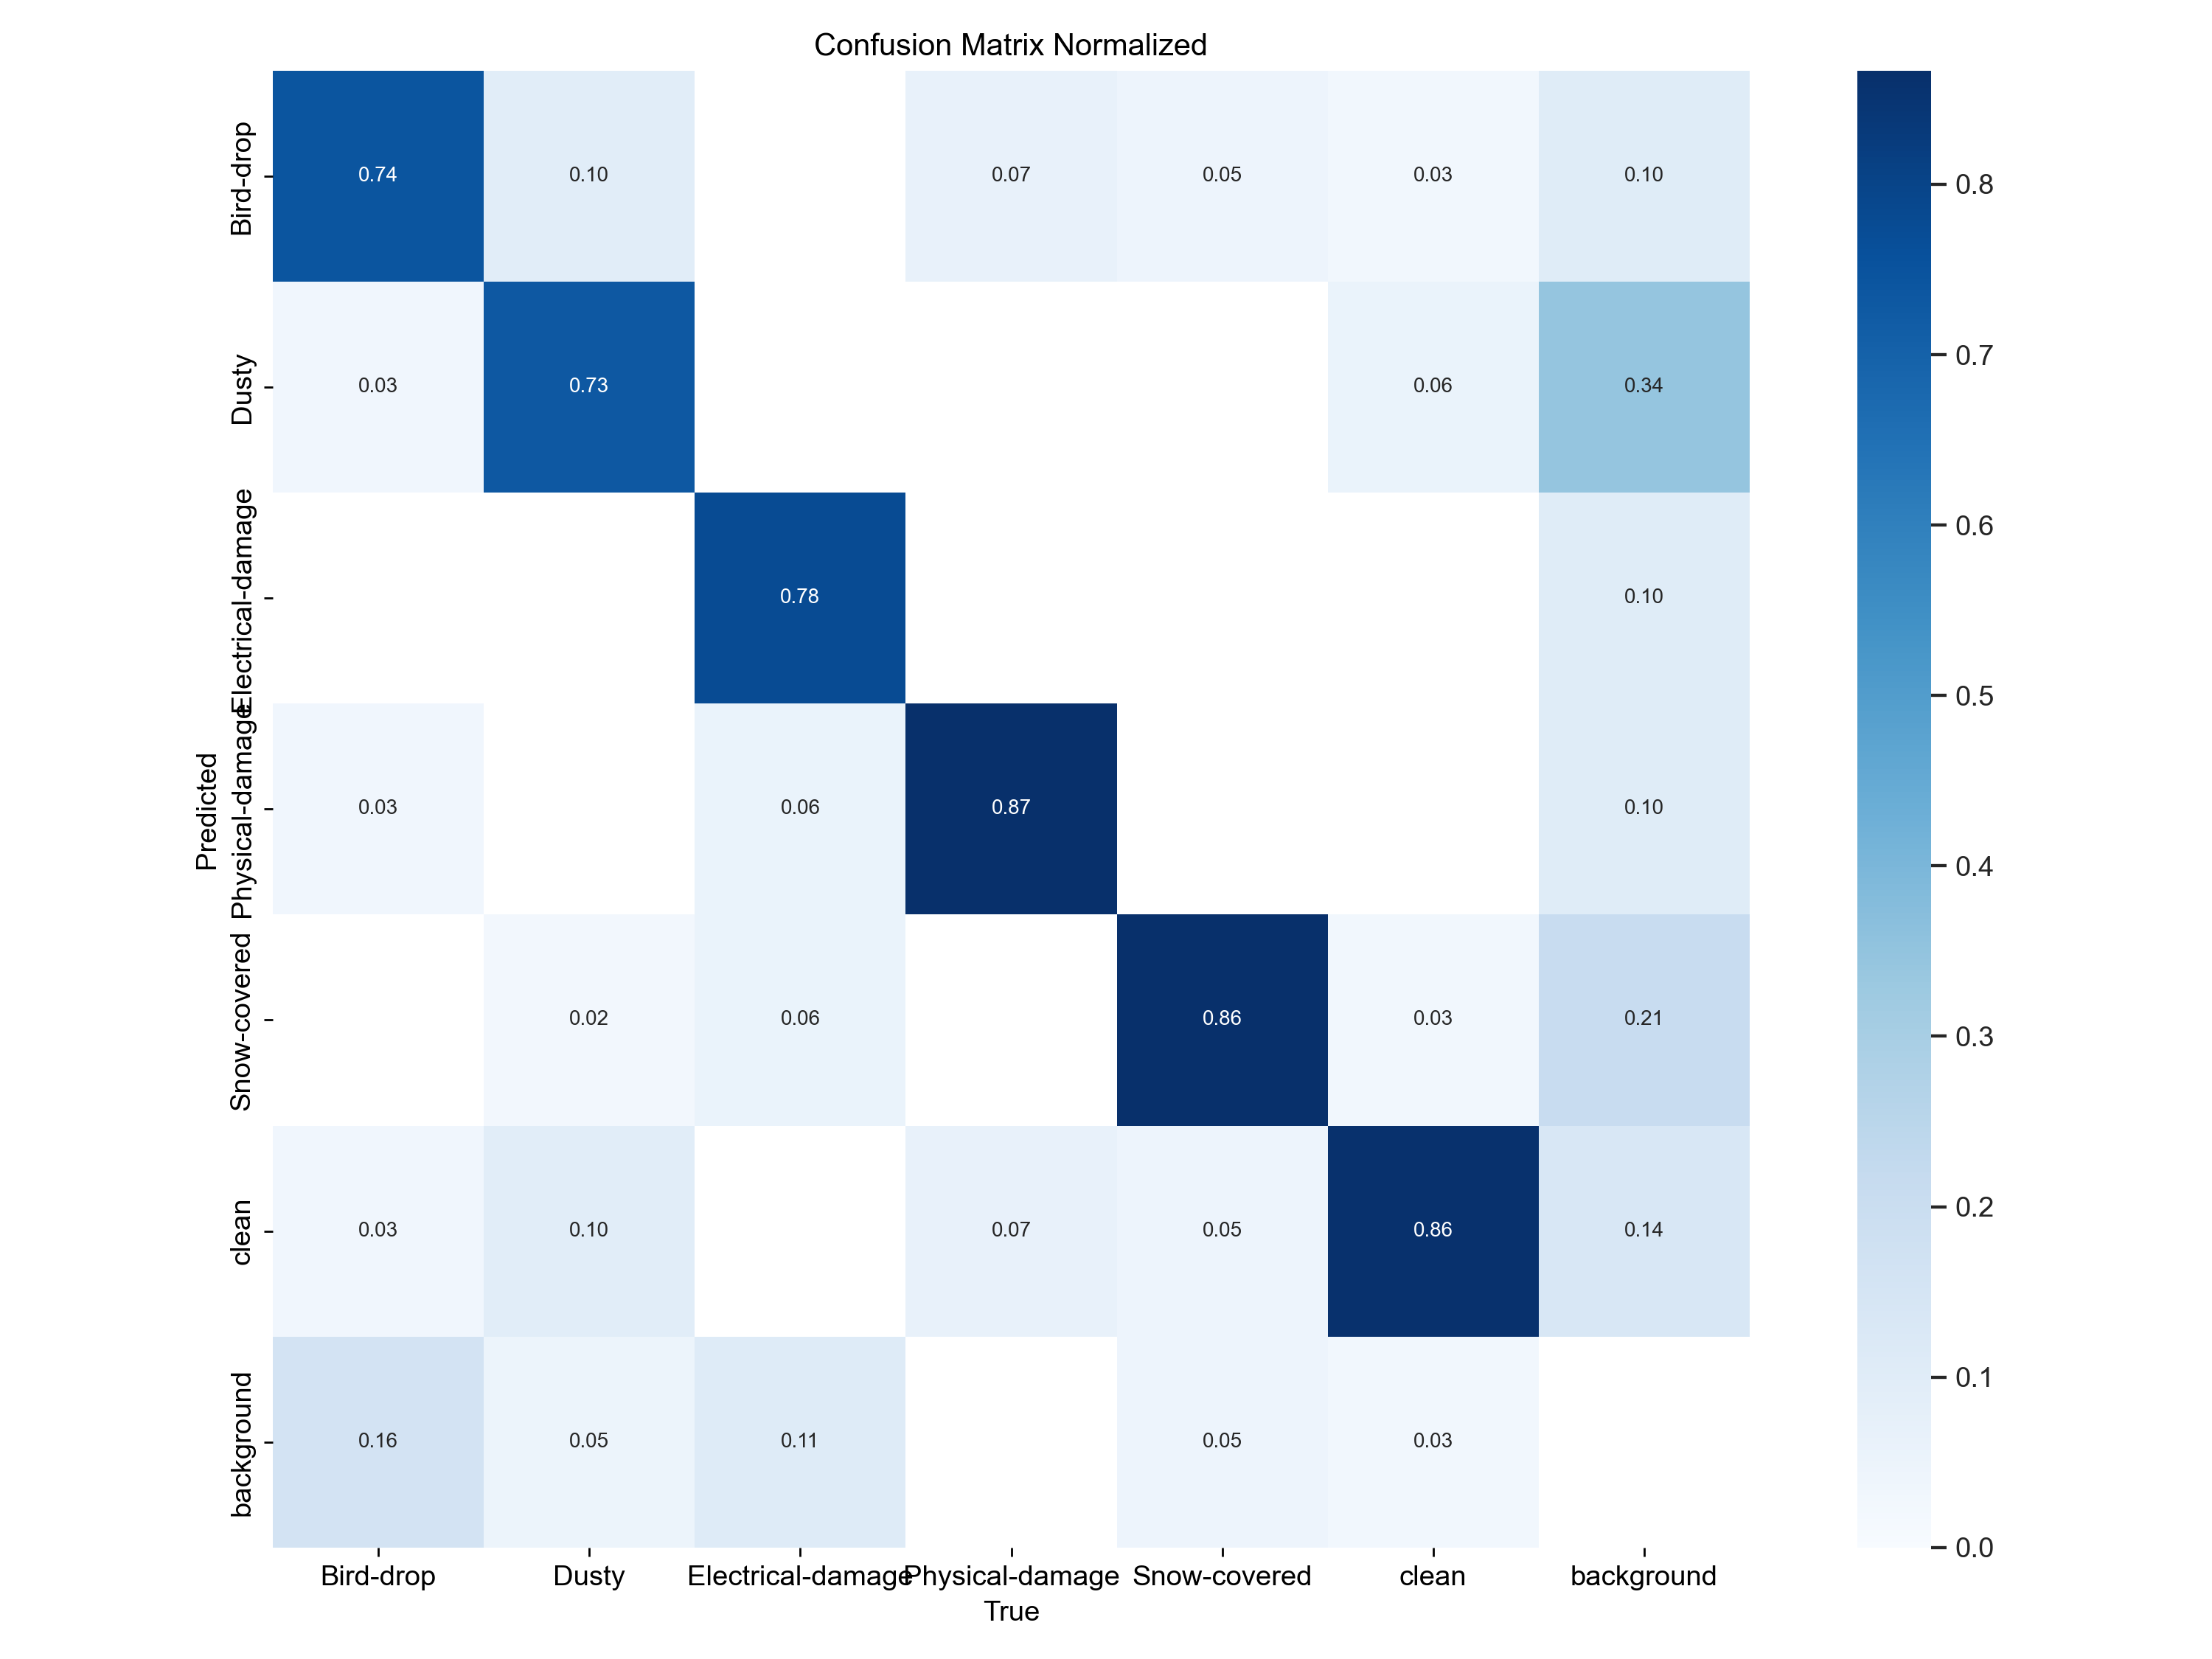 Confusion Matrix Normalized
Bird-drop
0.74 0.10 0.07 0.05 0.03 0.10
Dusty
0.03 0.73 0.06 0.34
Electrical-damage
0.78 0.10
Physical-damage
0.03 0.06 0.87 0.10
Snow-covered
0.02 0.06 0.86 0.03 0.21
clean
0.03 0.10 0.07 0.05 0.86 0.14
background
0.16 0.05 0.11 0.05 0.03
Predicted
Bird-drop Dusty Electrical-damage Physical-damage Snow-covered clean background
True
0.8
0.7
0.6
0.5
0.4
0.3
0.2
0.1
0.0